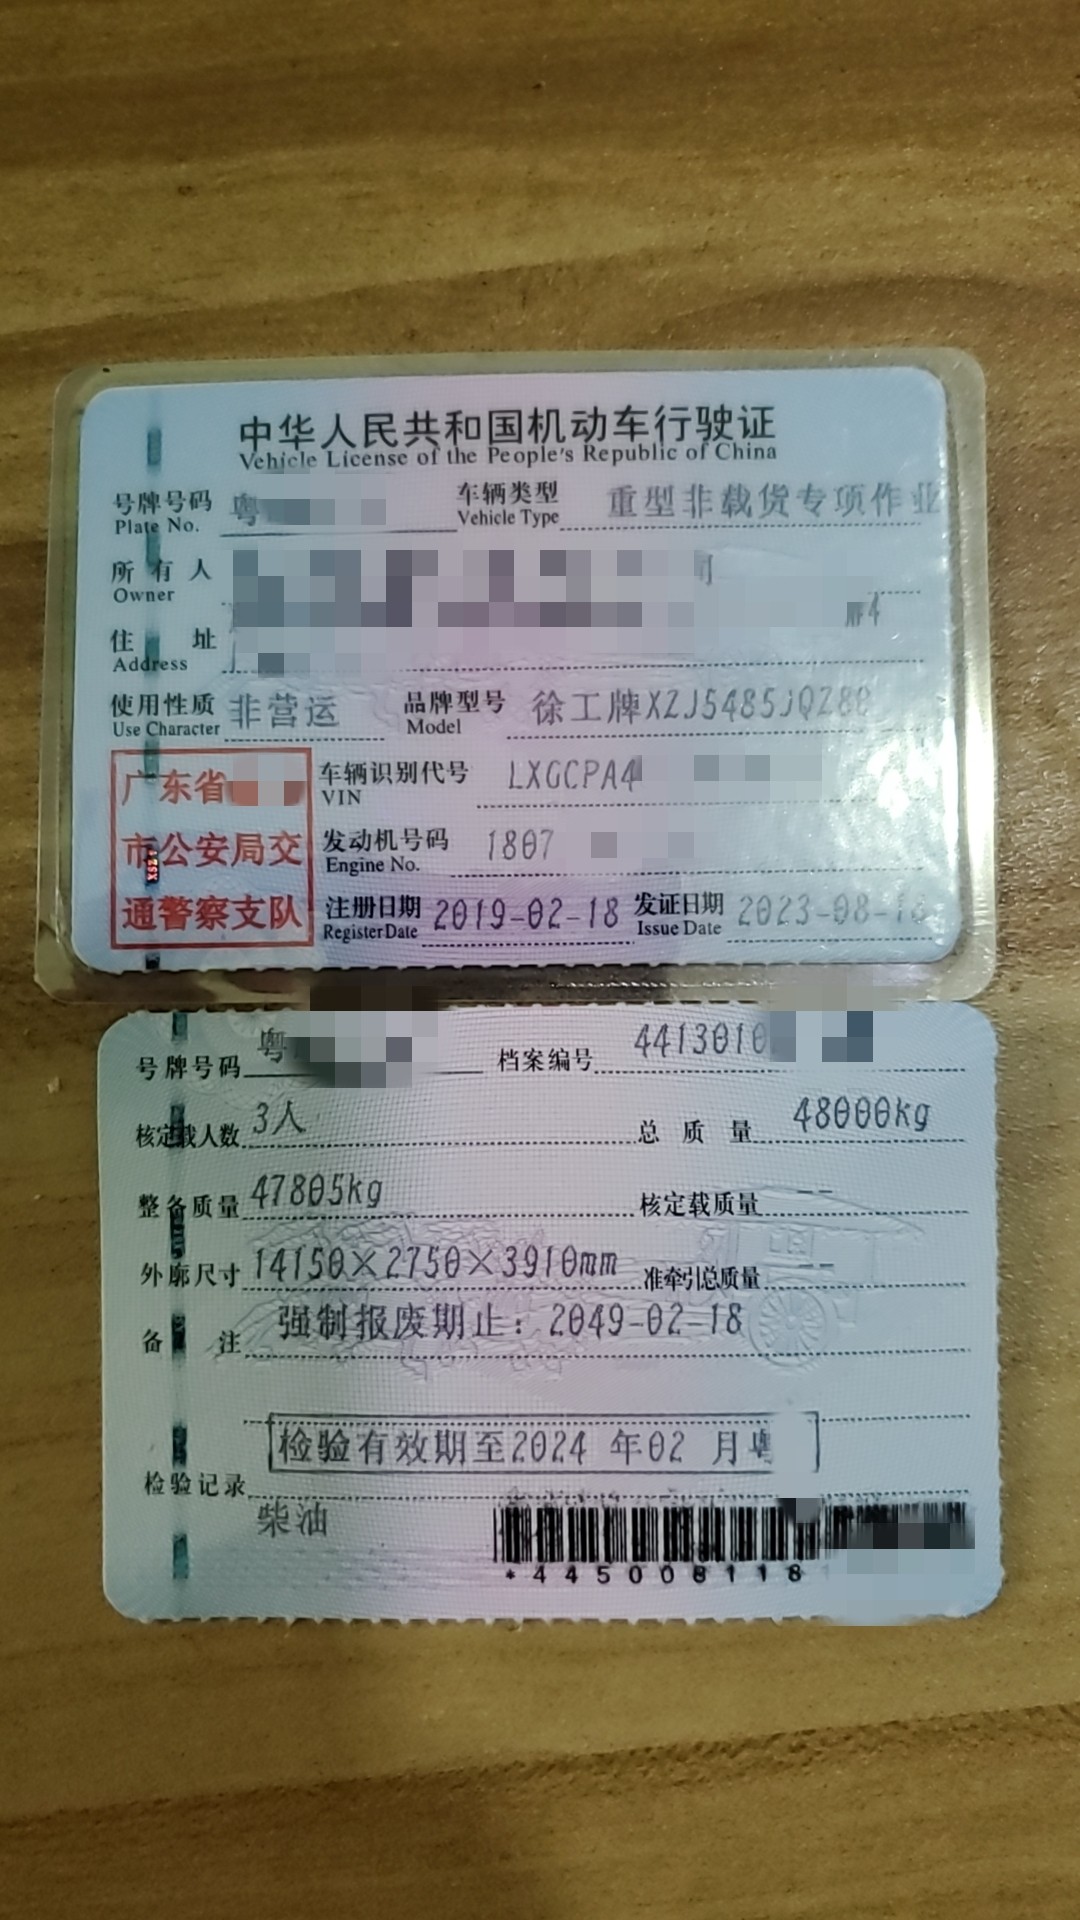 中华人民共和国机动车行驶证
Vehicle License of the People's Republic of China
号牌号码 粤 车辆类型 重型非载货专项作业
Plate No. Vehicle Type
所有人
Owner
住址
Address
使用性质 非营运 品牌型号 徐工牌XZJ5485JQZ80
Use Character Model
广东省
市公安局交
通警察支队
车辆识别代号 LXGCPA4
VIN
发动机号码 1807
Engine No.
注册日期 2019-02-18 发证日期 2023-08-1
Register Date Issue Date
号牌号码 粤 档案编号 4413010
核定载人数 3人 总质量 48000kg
整备质量 47805kg 核定载质量 --
外廓尺寸 14150×2750×3910mm 准牵引总质量 --
备注 强制报废期止：2049-02-18
检验有效期至2024 年02 月粤
检验记录
柴油
*445008118